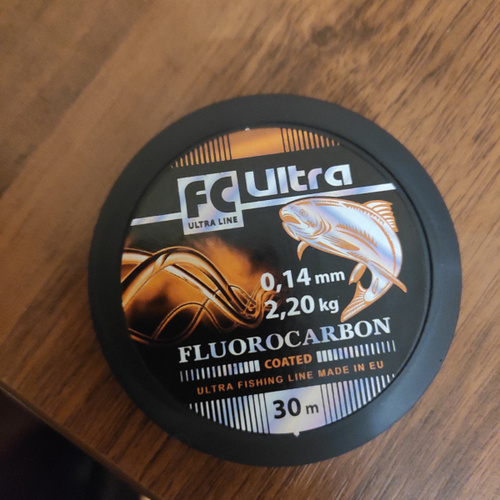 FC Ultra
ULTRA LINE
0,14 mm
2,20 kg
FLUOROCARBON
COATED
ULTRA FISHING LINE MADE IN EU
30 m